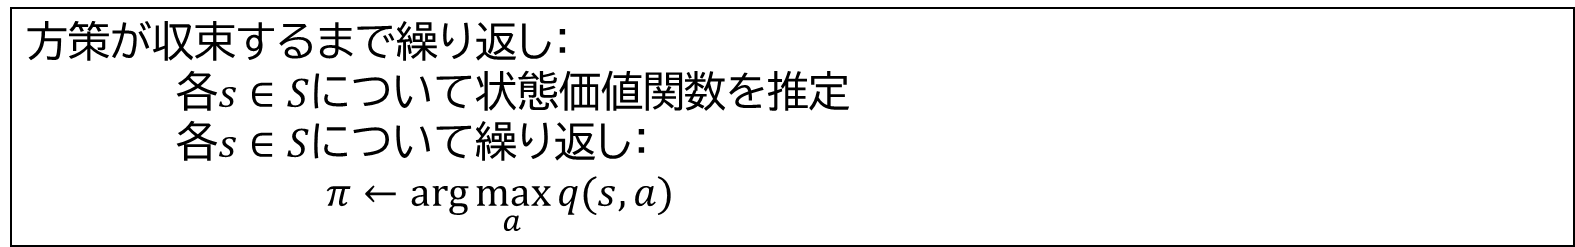 方策が収束するまで繰り返し：
各s ∈ Sについて状態価値関数を推定
各s ∈ Sについて繰り返し：
π ← arg max q(s, a)
a